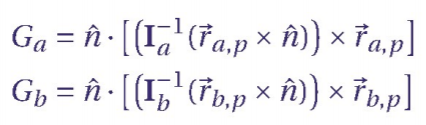 G_a = n̂ · [(I_a^{-1}(r⃗_{a,p} × n̂)) × r⃗_{a,p}]
G_b = n̂ · [(I_b^{-1}(r⃗_{b,p} × n̂)) × r⃗_{b,p}]